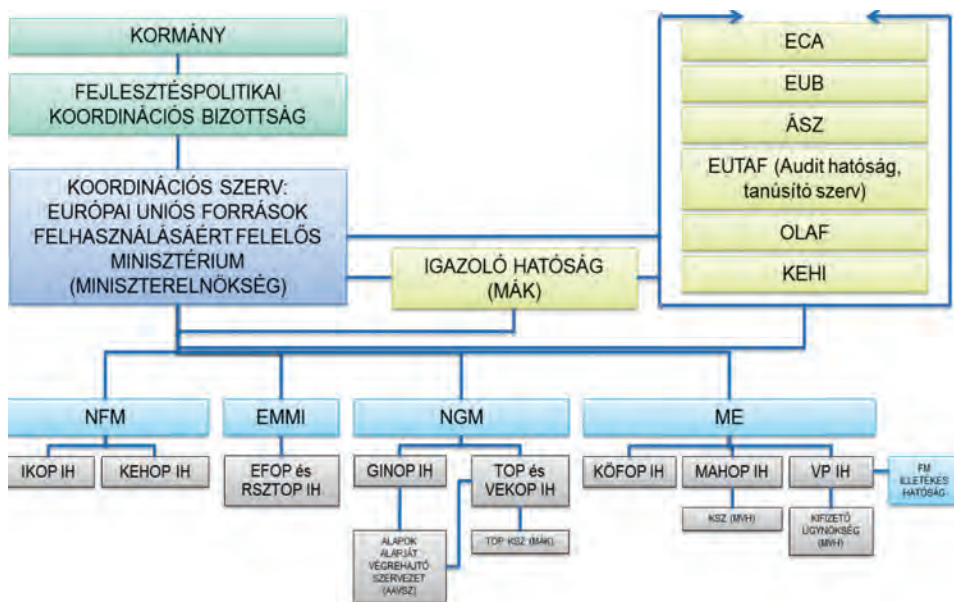 KORMÁNY
FEJLESZTÉSPOLITIKAI
KOORDINÁCIÓS BIZOTTSÁG
KOORDINÁCIÓS SZERV:
EURÓPAI UNIÓS FORRÁSOK
FELHASZNÁLÁSÁÉRT FELELŐS
MINISZTÉRIUM
(MINISZTERELNÖKSÉG)
IGAZOLÓ HATÓSÁG
(MÁK)
ECA
EUB
ÁSZ
EUTAF (Audit hatóság,
tanúsító szerv)
OLAF
KEHI
NFM
EMMI
NGM
ME
IKOP IH
KEHOP IH
EFOP és
RSZTOP IH
GINOP IH
TOP és
VEKOP IH
KÖFOP IH
MAHOP IH
VP IH
FM
ILLETÉKES
HATÓSÁG
ALAPOK
ALAPJÁT
VÉGREHAJTÓ
SZERVEZET
(AAVSZ)
TOP KSZ (MÁK)
KSZ (MVH)
KIFIZETŐ
ÜGYNÖKSÉG
(MVH)